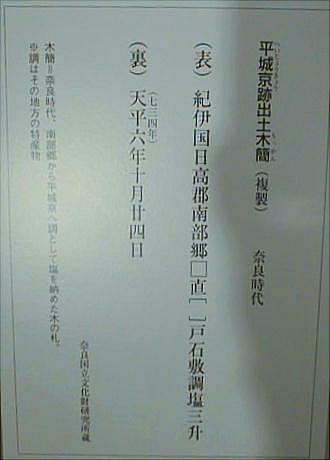 平城京跡出土木簡（複製）　奈良時代
（表）紀伊国日高郡南部郷□直［　］戸石敷調塩三斗
（七三四年）
（裏）天平六年十月廿四日
木簡＝奈良時代、南部郷から平城京へ調として塩を納めた木の札。
※調はその地方の特産物
奈良国立文化財研究所蔵